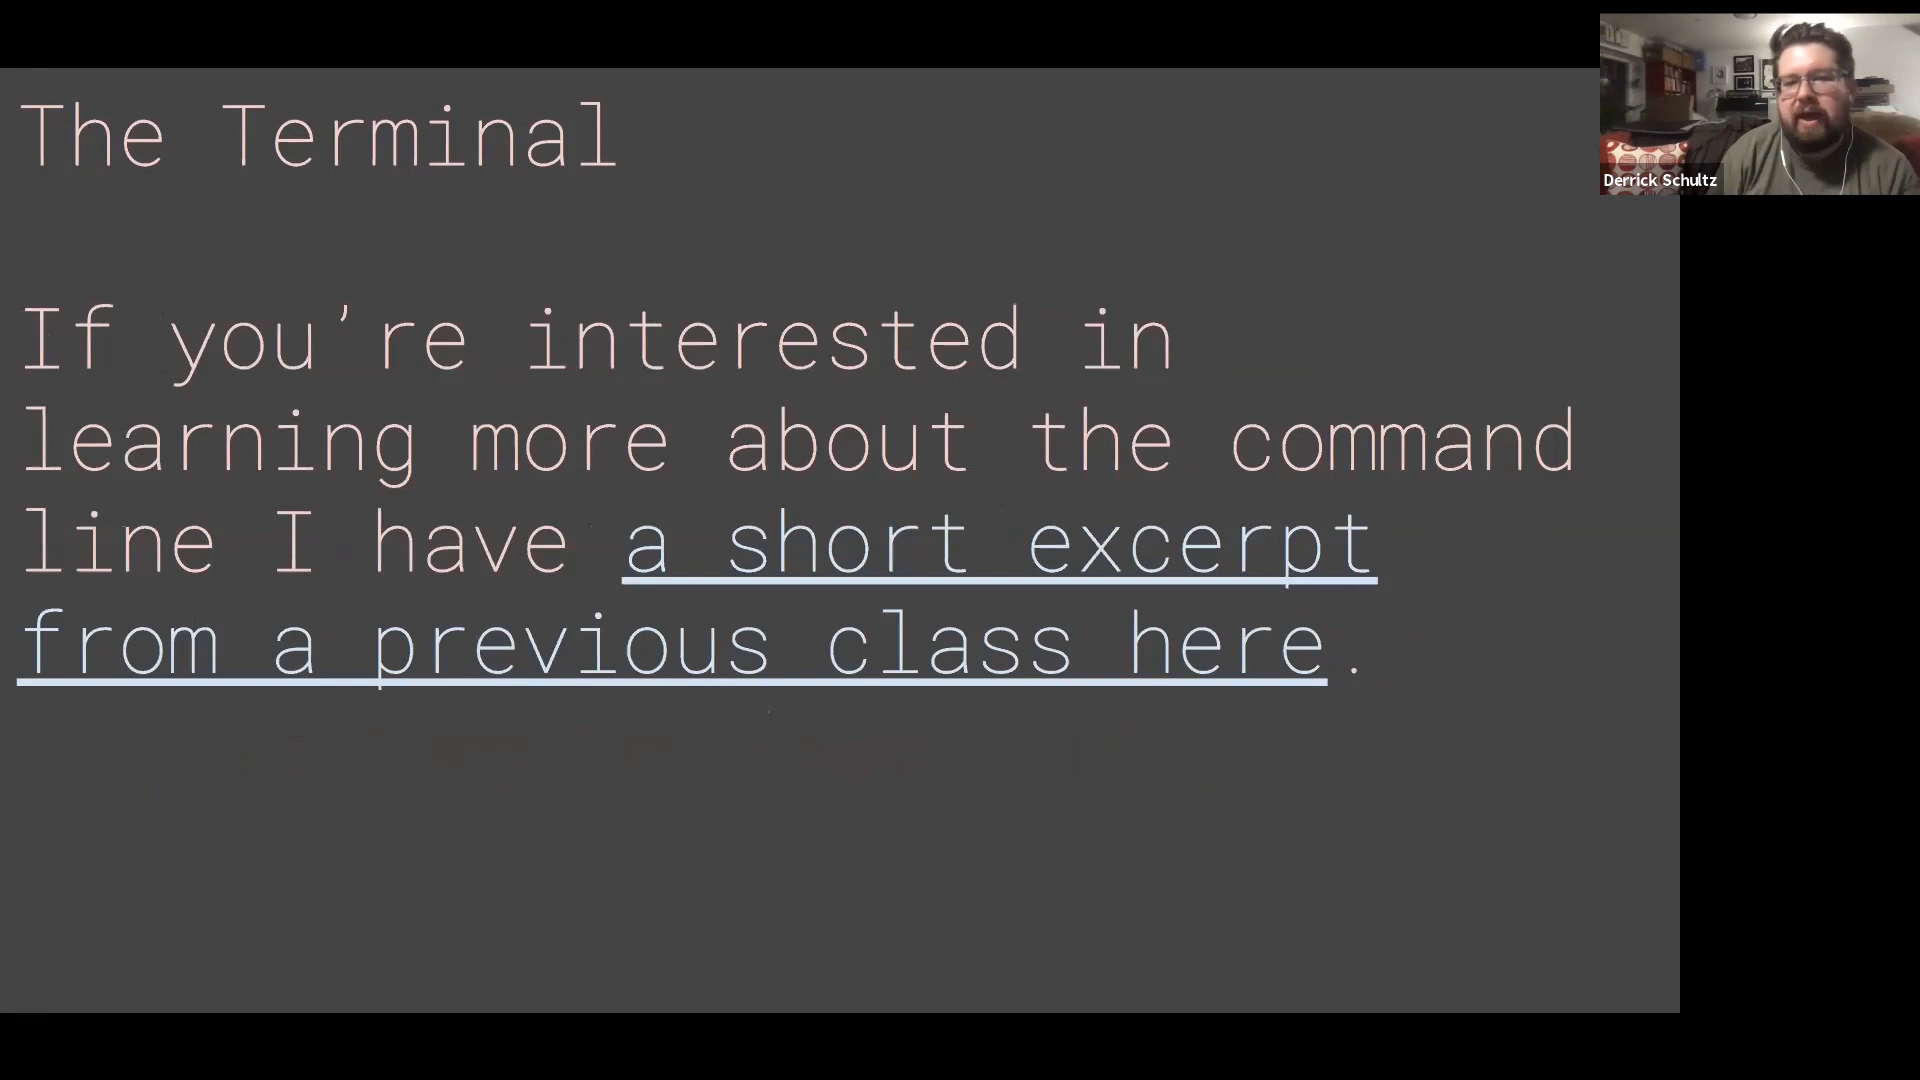 The Terminal
If you’re interested in
learning more about the command
line I have a short excerpt
from a previous class here.
Derrick Schultz